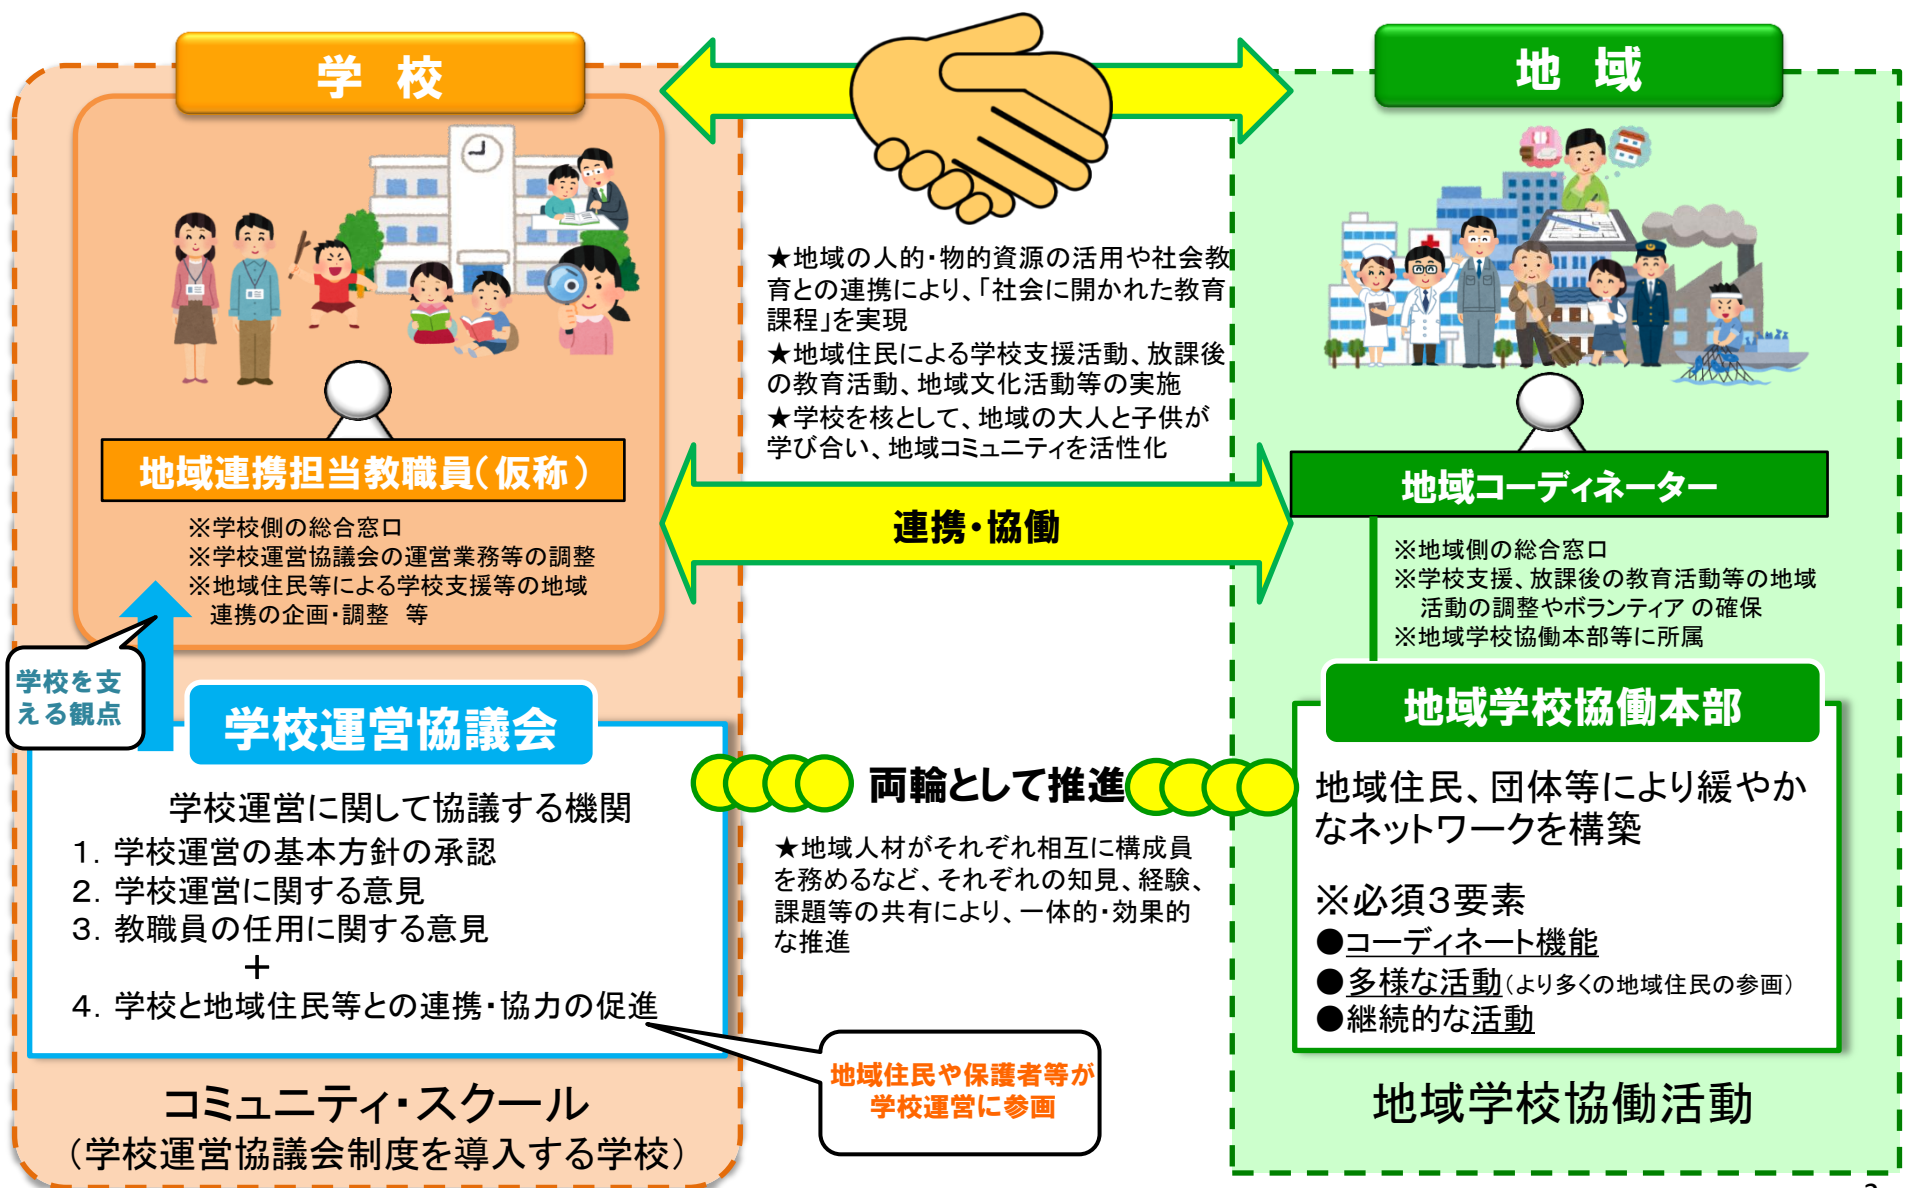 学 校
地域連携担当教職員(仮称)
※学校側の総合窓口
※学校運営協議会の運営業務等の調整
※地域住民等による学校支援等の地域
連携の企画・調整 等
学校を支
える観点
学校運営協議会
学校運営に関して協議する機関
1. 学校運営の基本方針の承認
2. 学校運営に関する意見
3. 教職員の任用に関する意見
+
4. 学校と地域住民等との連携・協力の促進
コミュニティ・スクール
(学校運営協議会制度を導入する学校)
★地域の人的・物的資源の活用や社会教
育との連携により、「社会に開かれた教育
課程」を実現
★地域住民による学校支援活動、放課後
の教育活動、地域文化活動等の実施
★学校を核として、地域の大人と子供が
学び合い、地域コミュニティを活性化
連携・協働
両輪として推進
★地域人材がそれぞれ相互に構成員
を務めるなど、それぞれの知見、経験、
課題等の共有により、一体的・効果的
な推進
地域住民や保護者等が
学校運営に参画
地 域
地域コーディネーター
※地域側の総合窓口
※学校支援、放課後の教育活動等の地域
活動の調整やボランティア の確保
※地域学校協働本部等に所属
地域学校協働本部
地域住民、団体等により緩やか
なネットワークを構築
※必須3要素
●コーディネート機能
●多様な活動(より多くの地域住民の参画)
●継続的な活動
地域学校協働活動